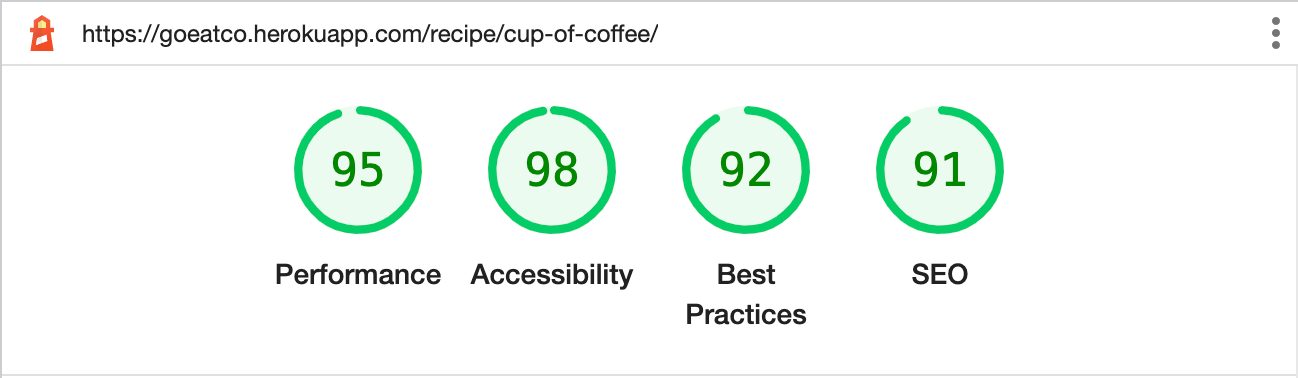 https://goeatco.herokuapp.com/recipe/cup-of-coffee/
95 98 92 91
Performance Accessibility Best SEO
Practices